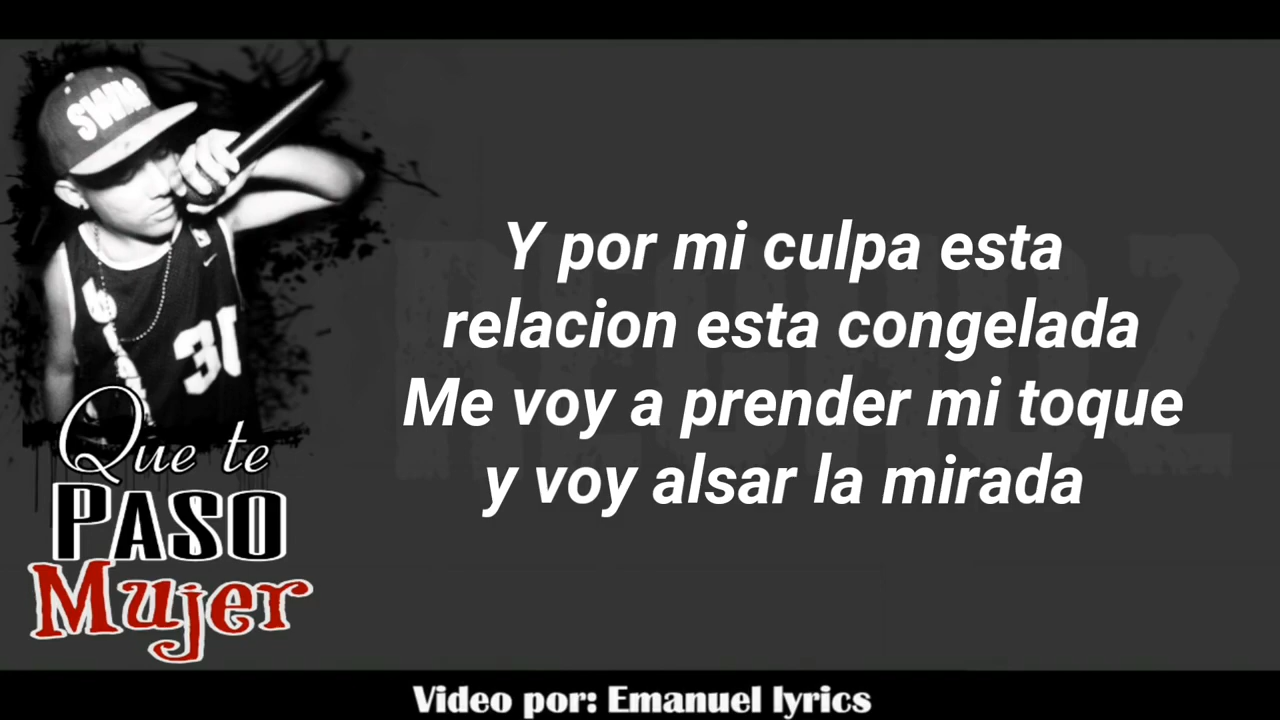 SWAG
31
Que te
PASO
Mujer
Y por mi culpa esta
relacion esta congelada
Me voy a prender mi toque
y voy alsar la mirada
Video por: Emanuel lyrics